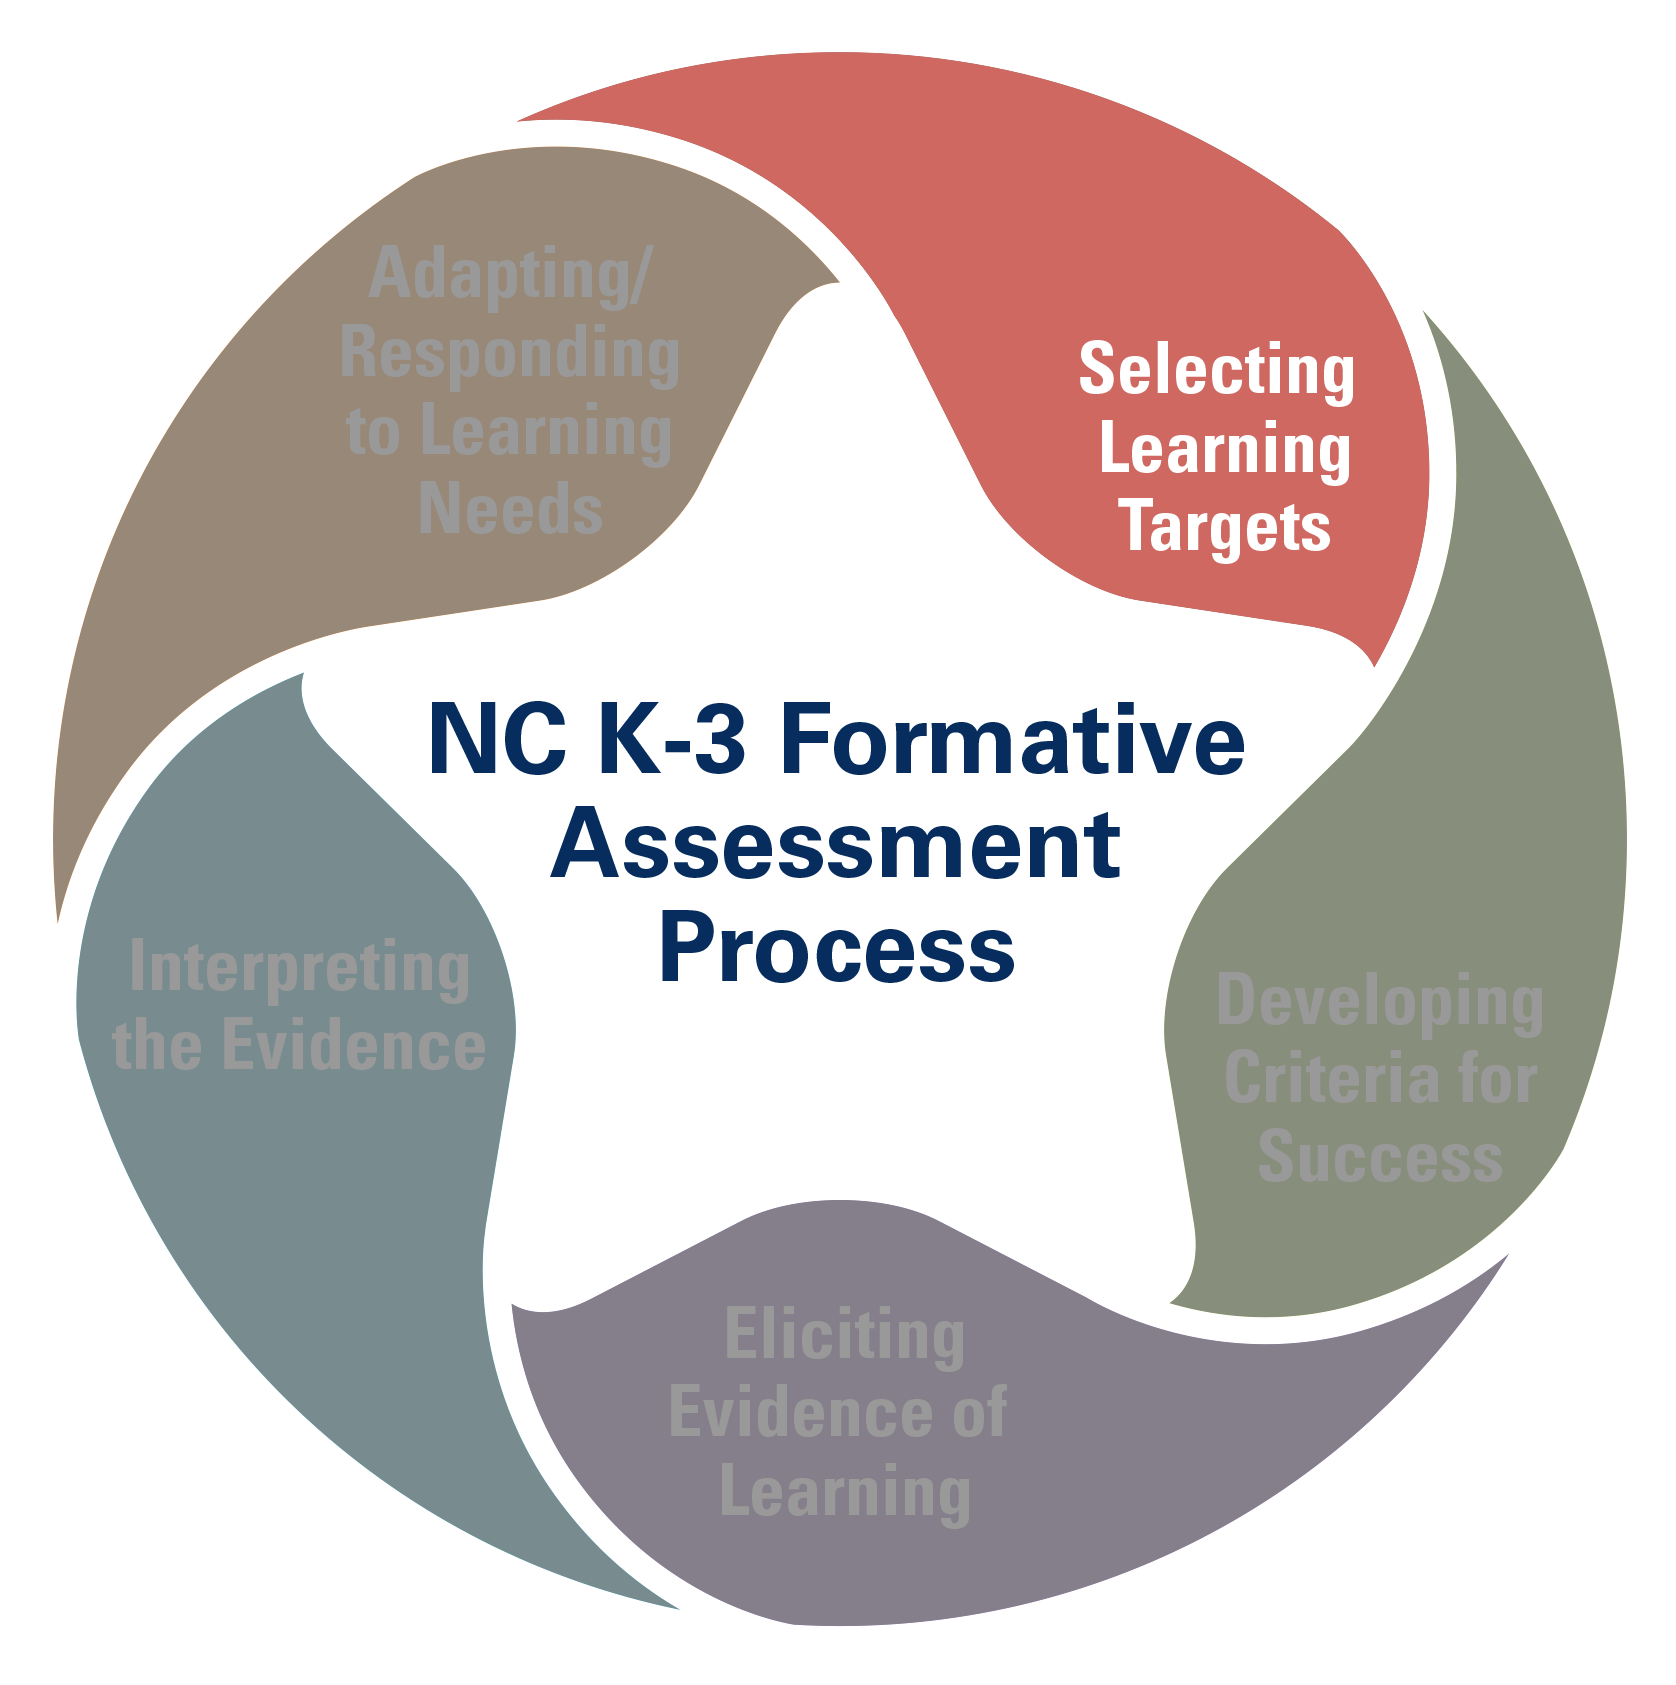 Selecting
Learning
Targets
Developing
Criteria for
Success
Eliciting
Evidence of
Learning
Interpreting
the Evidence
Adapting/
Responding
to Learning
Needs
NC K-3 Formative
Assessment
Process